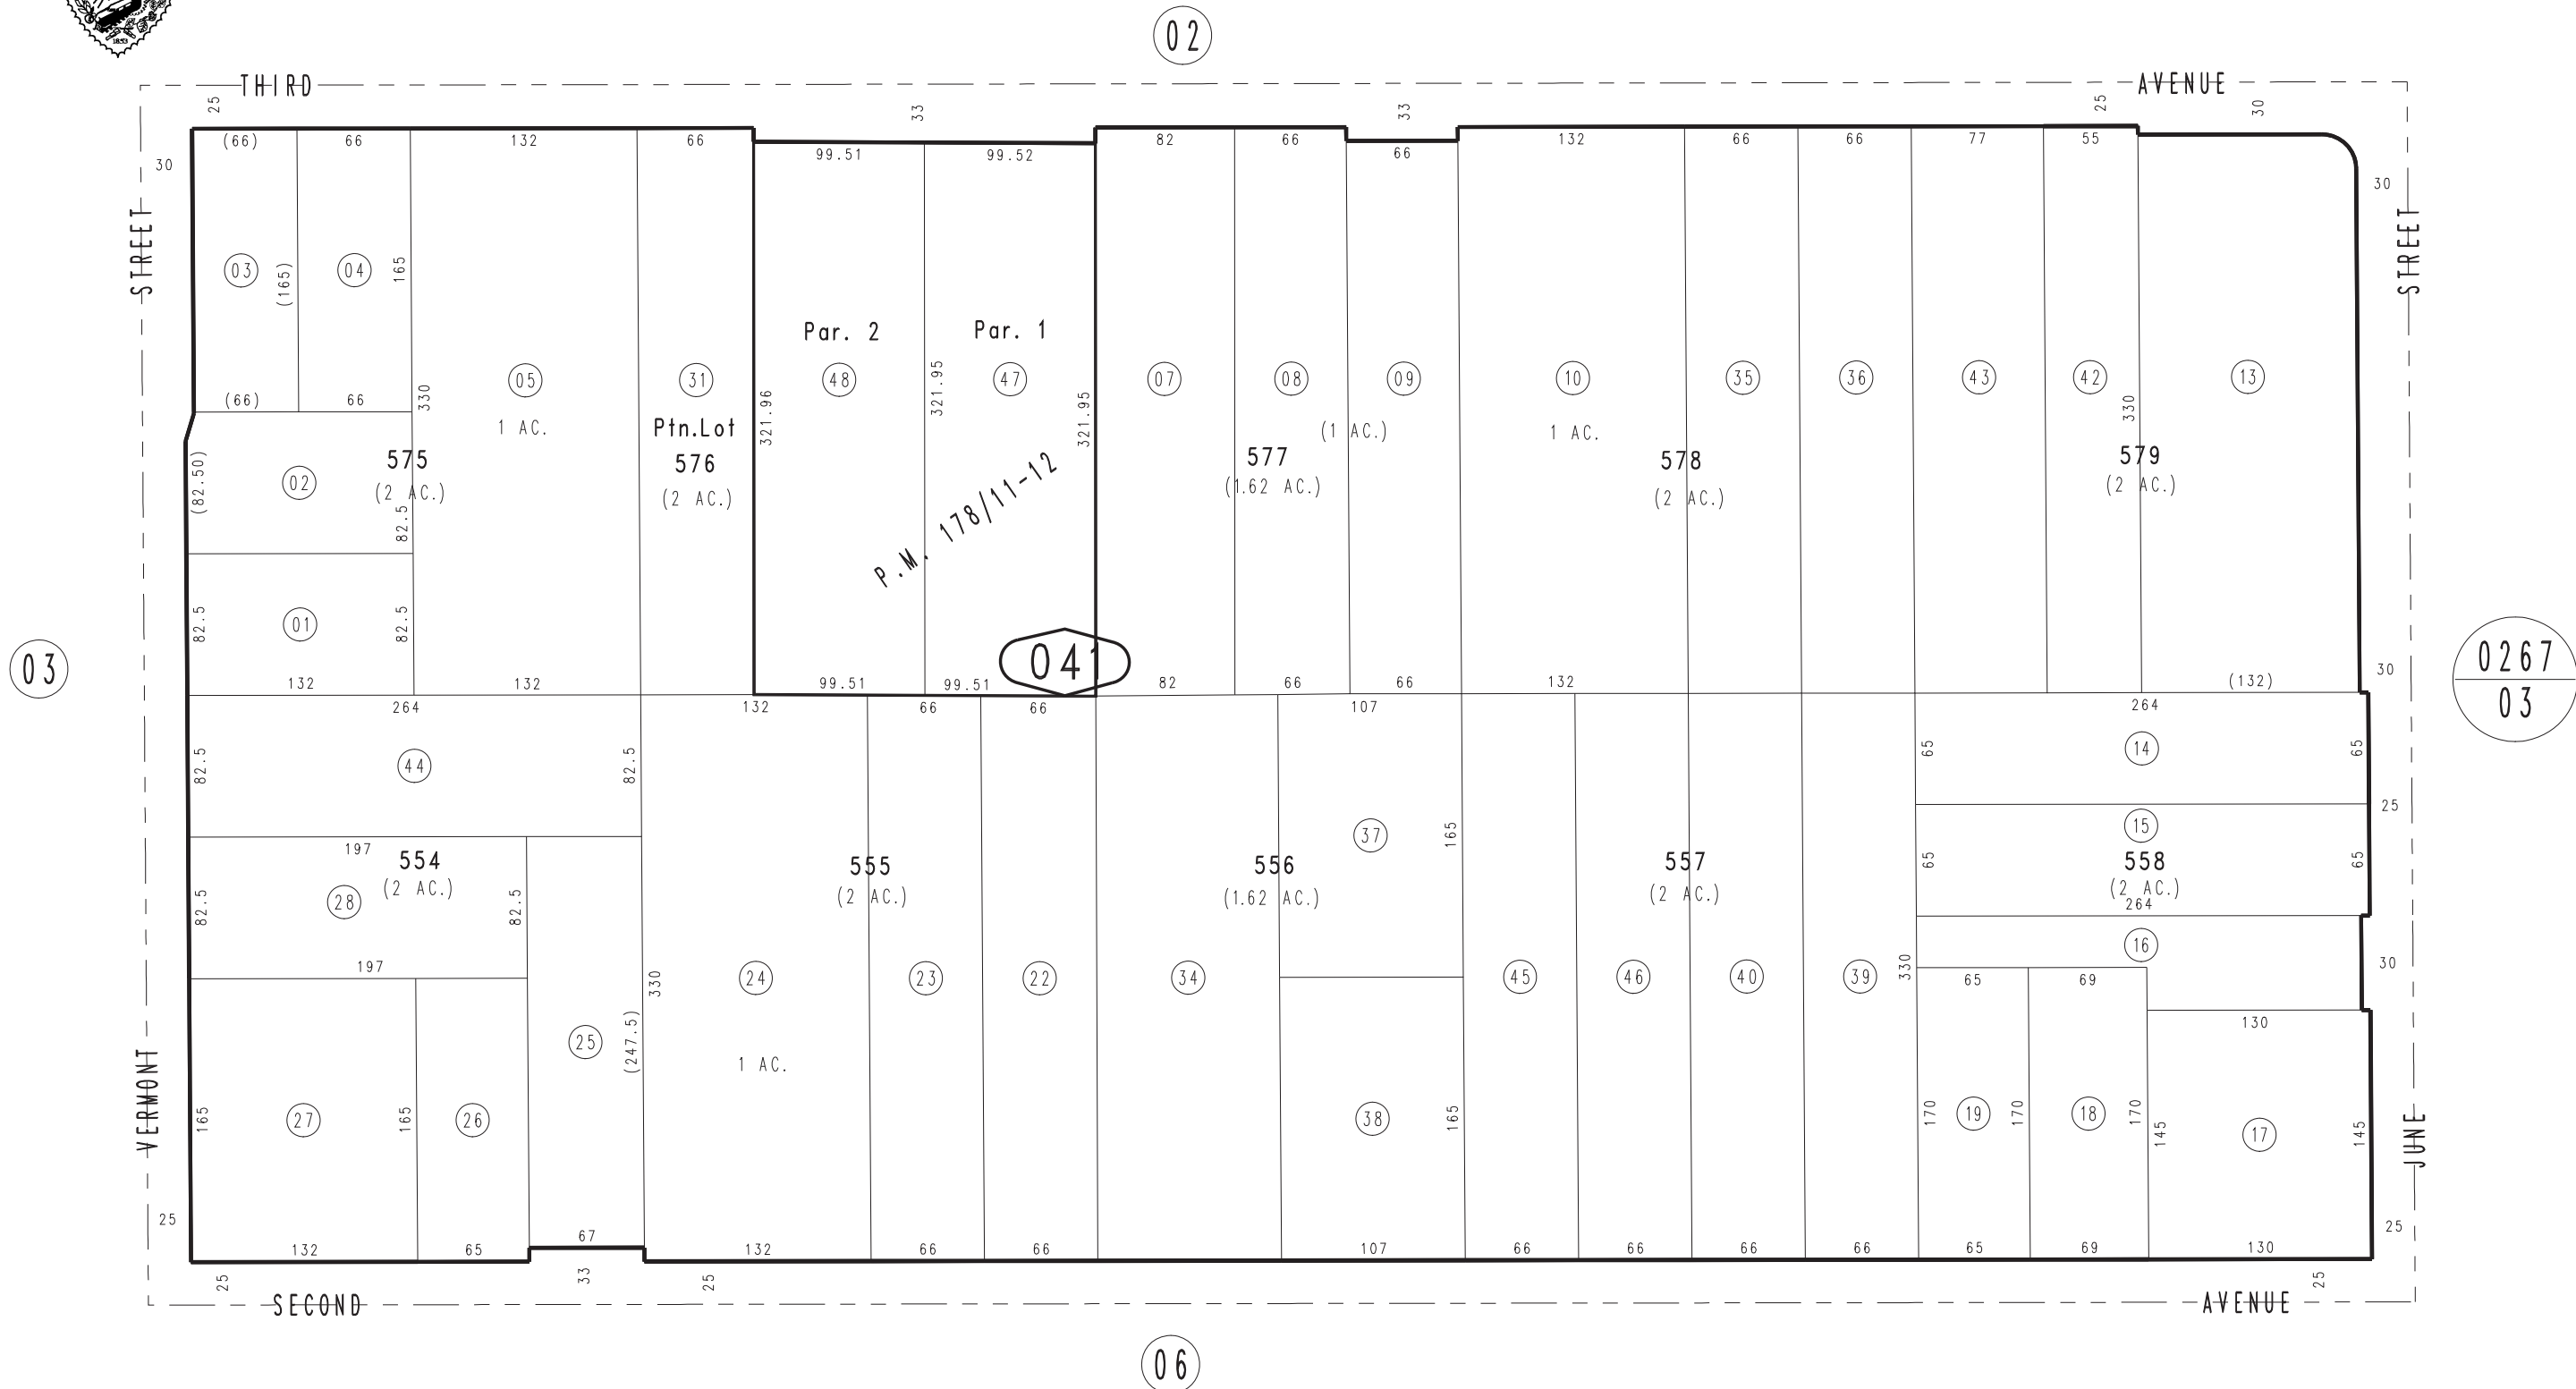 1853
02
THIRD
AVENUE
25 33 33 25 30
(66) 66 132 66 99.51 99.52 82 66 66 132 66 66 77 55
30 30
STREET
STREET
03 (165) 04 165
Par. 2 Par. 1
05 31 48 47 07 08 09 10 35 36 43 42 13
(66) 66 330 321.96 321.95 321.95 330
1 AC. Ptn.Lot (1 AC.) 1 AC.
575 576 577 578 579
(82.50) 02 (2 AC.) (2 AC.) (1.62 AC.) (2 AC.) (2 AC.)
82.5
P.M. 178/11-12
82.5 01 82.5
03
041
30
0267
03
132 132 99.51 99.51 82 66 66 132 (132)
264 132 66 66 107 264
82.5 44 82.5 65 14 65
25
197 37 165 15
554 555 556 557 65 558 65
(2 AC.) (2 AC.) (1.62 AC.) (2 AC.) (2 AC.)
82.5 28 82.5 264
16
197 330 24 23 22 34 45 46 40 39 330 65 69 30
25 (247.5) 1 AC. 130
VERMONT
JUNE
165 27 165 26 38 165 170 19 170 18 170 145 17 145
25 25
132 65 67 132 66 66 107 66 66 66 66 65 69 130
25 33 25 25
SECOND
AVENUE
06